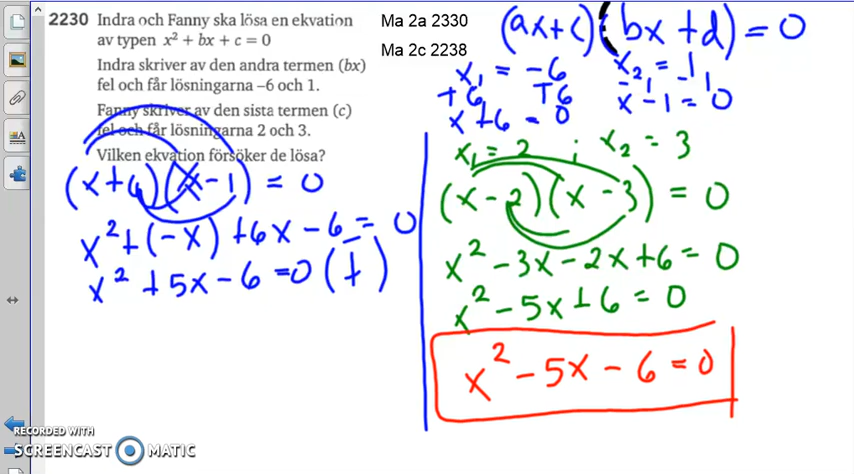 2230 Indra och Fanny ska lösa en ekvation
av typen x² + bx + c = 0
Indra skriver av den andra termen (bx)
fel och får lösningarna –6 och 1.
Fanny skriver av den sista termen (c)
fel och får lösningarna 2 och 3.
Vilken ekvation försöker de lösa?
Ma 2a 2330
Ma 2c 2238
(ax+c)(bx+d) = 0
x₁ = -6
+6 +6
x+6 = 0
x₂ = 1
-1 -1
x-1 = 0
(x+6)(x-1) = 0
x² + (-x) + 6x - 6 = 0
x² + 5x - 6 = 0 (f)
x₁ = 2 ; x₂ = 3
(x-2)(x-3) = 0
x² - 3x - 2x + 6 = 0
x² - 5x + 6 = 0
x² - 5x - 6 = 0
RECORDED WITH
SCREENCAST MATIC